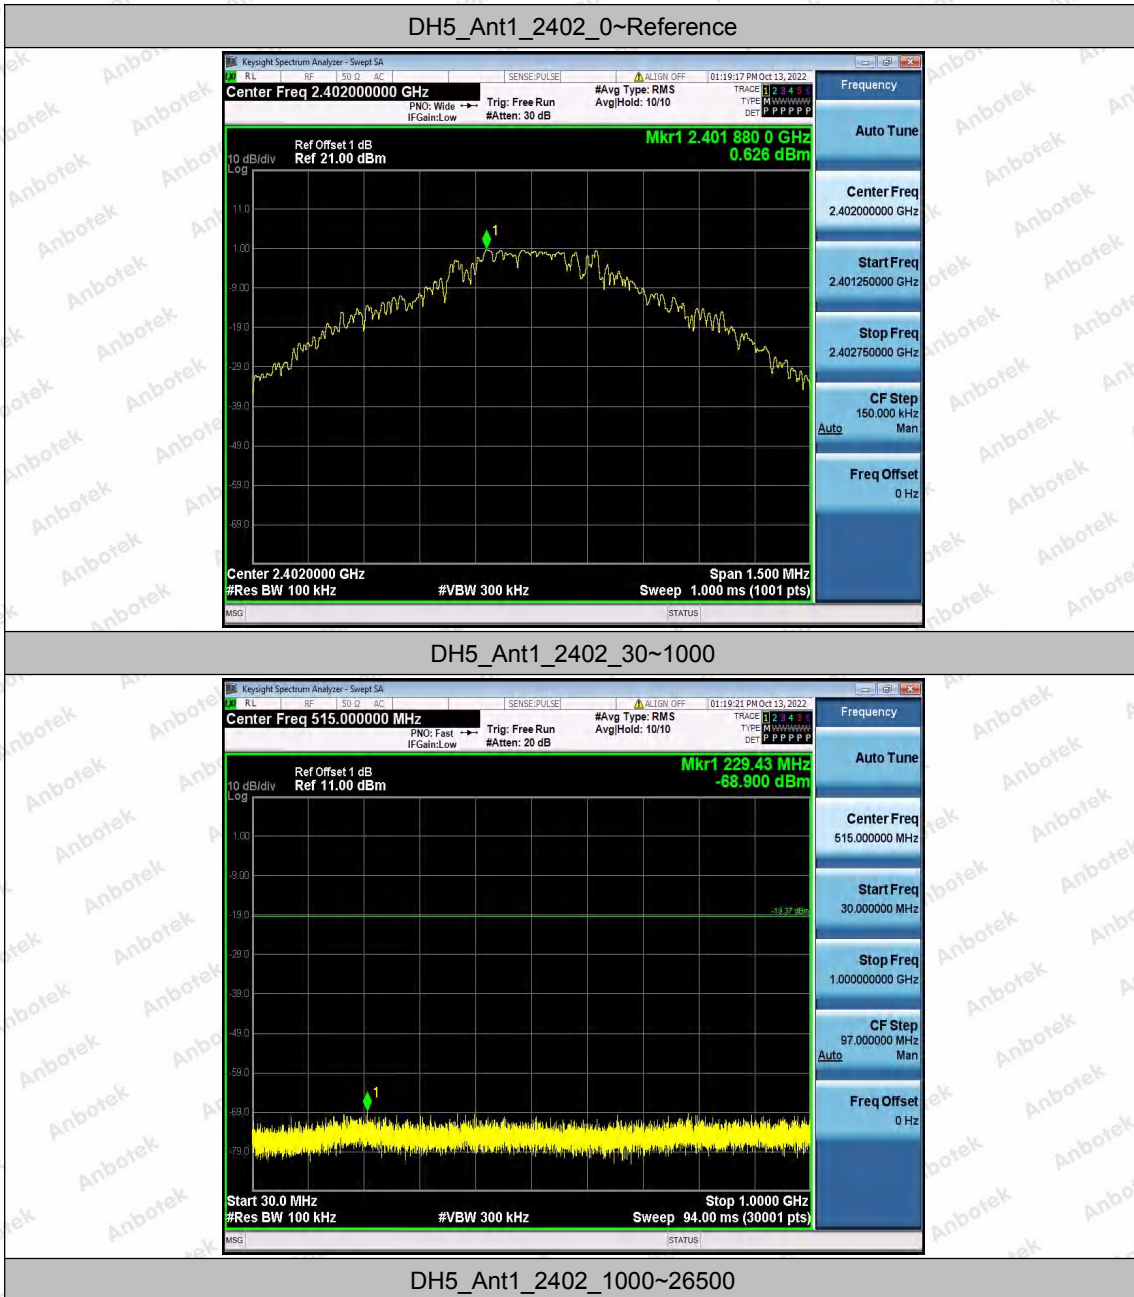 DH5_Ant1_2402_0~Reference
Keysight Spectrum Analyzer - Swept SA
RL RF 50 Ω AC SENSE:PULSE ALIGN OFF 01:19:17 PM Oct 13, 2022
Center Freq 2.402000000 GHz
PNO: Wide
IFGain:Low
Trig: Free Run
#Atten: 30 dB
#Avg Type: RMS
Avg|Hold: 10/10
TRACE 1 2 3 4 5 6
TYPE M WWWWW
DET P P P P P P
Mkr1 2.401 880 0 GHz
0.626 dBm
Ref Offset 1 dB
10 dB/div Ref 21.00 dBm
Log
11.0
1.00
-9.00
-19.0
-29.0
-39.0
-49.0
-59.0
-69.0
1
Center 2.4020000 GHz Span 1.500 MHz
#Res BW 100 kHz #VBW 300 kHz Sweep 1.000 ms (1001 pts)
MSG STATUS
Frequency
Auto Tune
Center Freq
2.402000000 GHz
Start Freq
2.401250000 GHz
Stop Freq
2.402750000 GHz
CF Step
150.000 kHz
Auto Man
Freq Offset
0 Hz
DH5_Ant1_2402_30~1000
Keysight Spectrum Analyzer - Swept SA
RL RF 50 Ω AC SENSE:PULSE ALIGN OFF 01:19:21 PM Oct 13, 2022
Center Freq 515.000000 MHz
PNO: Fast
IFGain:Low
Trig: Free Run
#Atten: 20 dB
#Avg Type: RMS
Avg|Hold: 10/10
TRACE 1 2 3 4 5 6
TYPE M WWWWW
DET P P P P P P
Mkr1 229.43 MHz
-68.900 dBm
Ref Offset 1 dB
10 dB/div Ref 11.00 dBm
Log
1.00
-9.00
-19.0
-29.0
-39.0
-49.0
-59.0
-69.0
-79.0
-19.37 dBm
1
Start 30.0 MHz Stop 1.0000 GHz
#Res BW 100 kHz #VBW 300 kHz Sweep 94.00 ms (30001 pts)
MSG STATUS
Frequency
Auto Tune
Center Freq
515.000000 MHz
Start Freq
30.000000 MHz
Stop Freq
1.000000000 GHz
CF Step
97.000000 MHz
Auto Man
Freq Offset
0 Hz
DH5_Ant1_2402_1000~26500